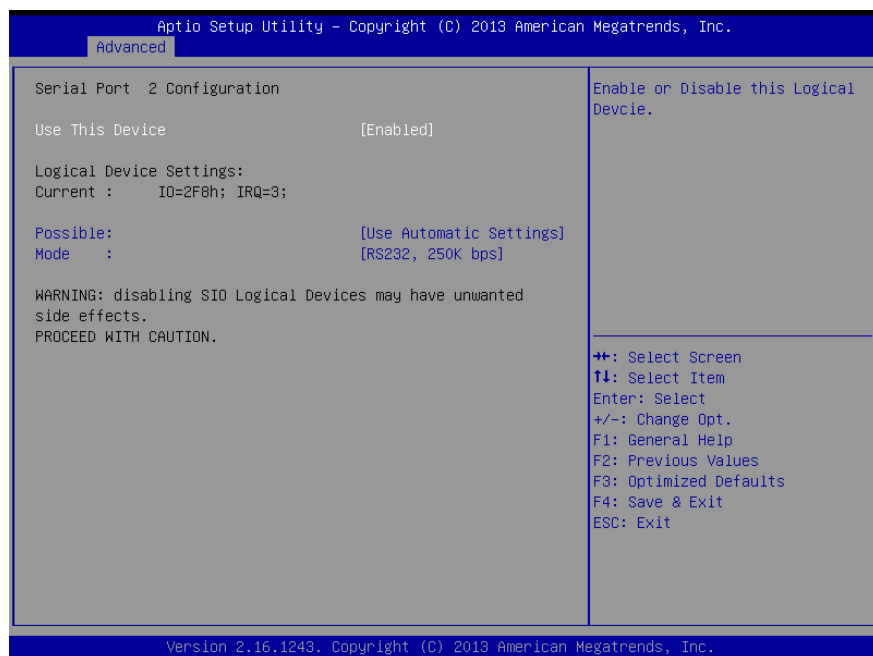 Aptio Setup Utility – Copyright (C) 2013 American Megatrends, Inc.
Advanced
Serial Port  2 Configuration
Use This Device [Enabled]
Logical Device Settings:
Current :     IO=2F8h; IRQ=3;
Possible: [Use Automatic Settings]
Mode    : [RS232, 250K bps]
WARNING: disabling SIO Logical Devices may have unwanted
side effects.
PROCEED WITH CAUTION.
Enable or Disable this Logical
Devcie.
→←: Select Screen
↑↓: Select Item
Enter: Select
+/-: Change Opt.
F1: General Help
F2: Previous Values
F3: Optimized Defaults
F4: Save & Exit
ESC: Exit
Version 2.16.1243. Copyright (C) 2013 American Megatrends, Inc.